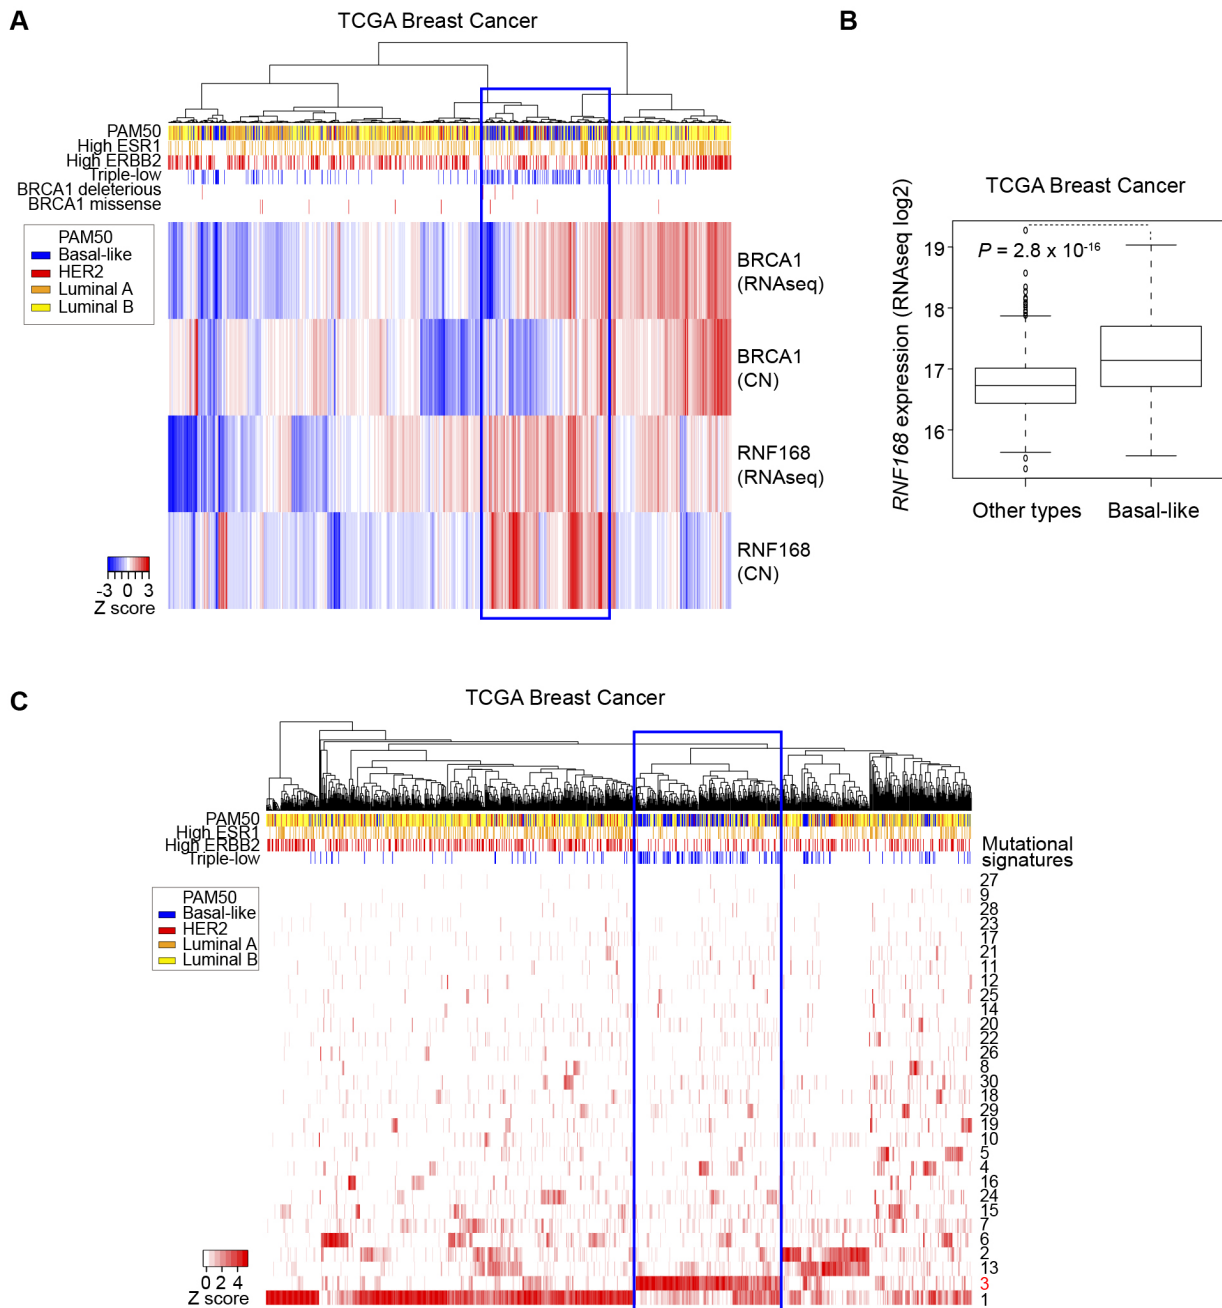 A
TCGA Breast Cancer
PAM50
High ESR1
High ERBB2
Triple-low
BRCA1 deleterious
BRCA1 missense
PAM50
Basal-like
HER2
Luminal A
Luminal B
BRCA1
(RNAseq)
BRCA1
(CN)
RNF168
(RNAseq)
RNF168
(CN)
-3 0 3
Z score
B
TCGA Breast Cancer
P = 2.8 x 10-16
RNF168 expression (RNAseq log2)
19
18
17
16
Other types
Basal-like
C
TCGA Breast Cancer
PAM50
High ESR1
High ERBB2
Triple-low
PAM50
Basal-like
HER2
Luminal A
Luminal B
Mutational
signatures
27
9
28
23
17
21
11
12
25
14
20
22
26
8
30
18
29
19
10
5
4
16
24
15
7
6
2
13
3
1
0 2 4
Z score